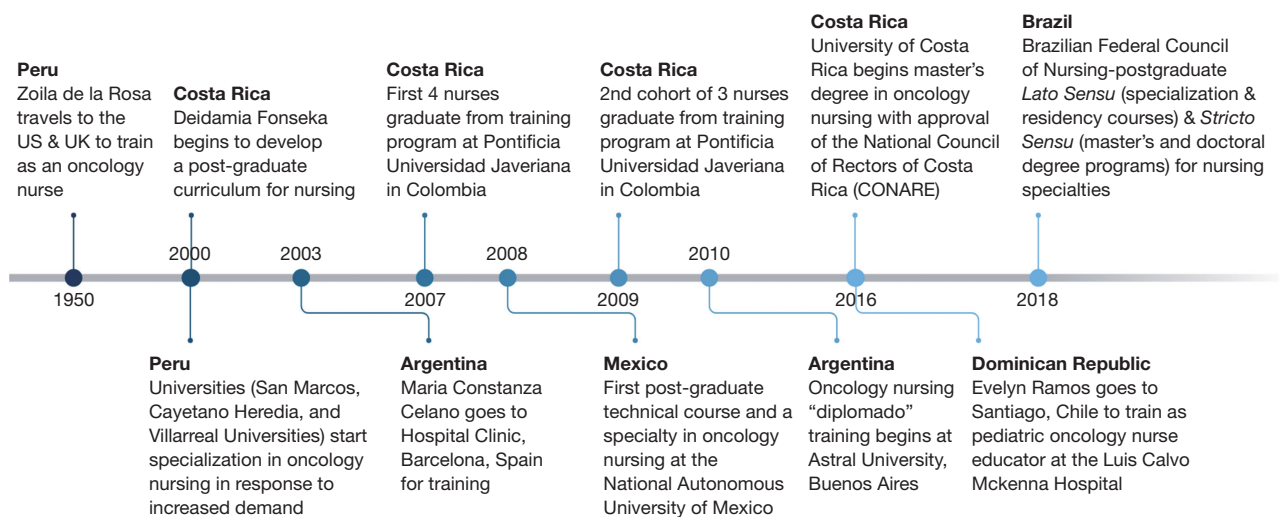 Peru
Zoila de la Rosa
travels to the
US & UK to train
as an oncology
nurse
Costa Rica
Deidamia Fonseka
begins to develop
a post-graduate
curriculum for nursing
Costa Rica
First 4 nurses
graduate from training
program at Pontificia
Universidad Javeriana
in Colombia
Costa Rica
2nd cohort of 3 nurses
graduate from training
program at Pontificia
Universidad Javeriana
in Colombia
Costa Rica
University of Costa
Rica begins master’s
degree in oncology
nursing with approval
of the National Council
of Rectors of Costa
Rica (CONARE)
Brazil
Brazilian Federal Council
of Nursing-postgraduate
Lato Sensu (specialization &
residency courses) & Stricto
Sensu (master’s and doctoral
degree programs) for nursing
specialties
1950
2000
2003
2007
2008
2009
2010
2016
2018
Peru
Universities (San Marcos,
Cayetano Heredia, and
Villarreal Universities) start
specialization in oncology
nursing in response to
increased demand
Argentina
Maria Constanza
Celano goes to
Hospital Clinic,
Barcelona, Spain
for training
Mexico
First post-graduate
technical course and a
specialty in oncology
nursing at the
National Autonomous
University of Mexico
Argentina
Oncology nursing
“diplomado”
training begins at
Astral University,
Buenos Aires
Dominican Republic
Evelyn Ramos goes to
Santiago, Chile to train as
pediatric oncology nurse
educator at the Luis Calvo
Mckenna Hospital